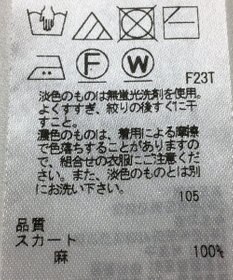 F W
F23T
淡色のものは無蛍光洗剤を使用。
よくすすぎ、絞りの後すぐ1に干
すこと。
濃色のものは、着用による摩擦
で色落ちすることがありますの
で、組合せの衣服にご注意くだ
さい。また、淡色のものとは別
にお洗い下さい。
105
品質
スカート
麻 100%